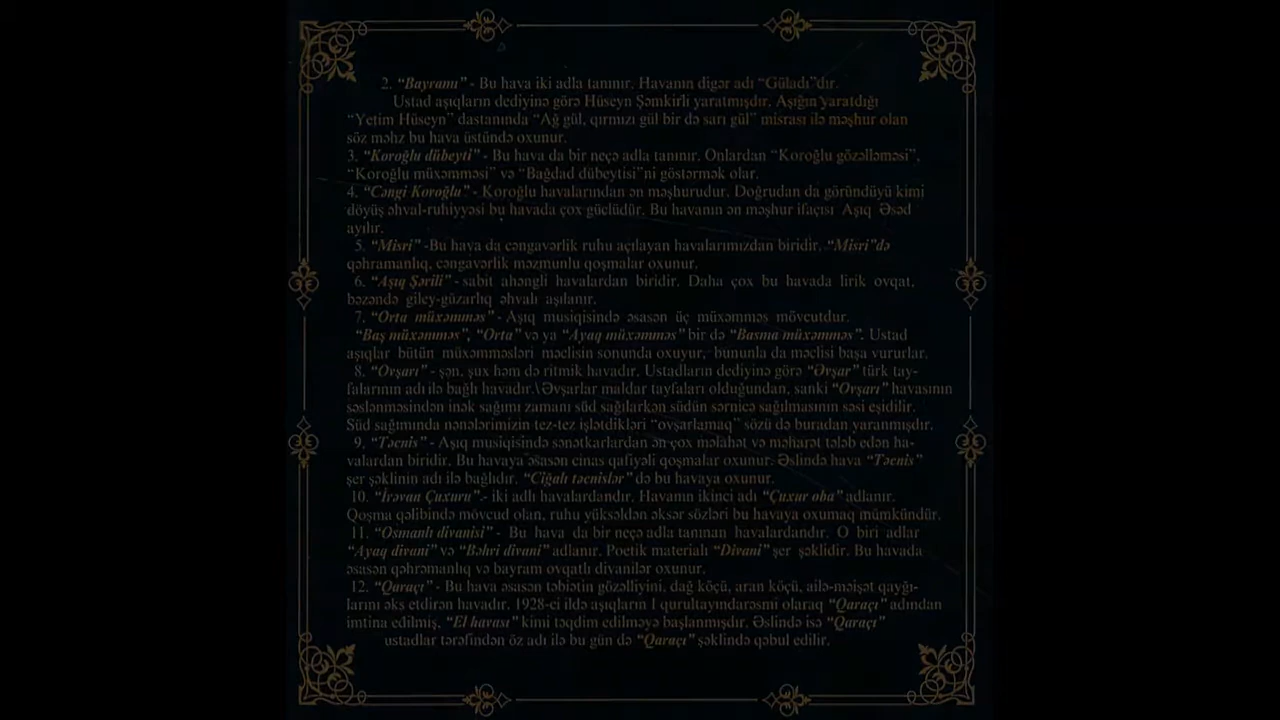 2. “Bayramı” - Bu hava iki adla tanınır. Havanın digər adı “Güladı”dır.
Ustad aşıqların dediyinə görə Hüseyn Şəmkirli yaratmışdır. Aşığın yaratdığı
“Yetim Hüseyn” dastanında “Ağ gül, qırmızı gül bir də sarı gül” misrası ilə məşhur olan
söz məhz bu hava üstündə oxunur.
3. “Koroğlu dübeyti” - Bu hava da bir neçə adla tanınır. Onlardan “Koroğlu gözəlləməsi”,
“Koroğlu müxəmməsi” və “Bağdad dübeytisi”ni göstərmək olar.
4. “Cəngi Koroğlu” - Koroğlu havalarından ən məşhurudur. Doğrudan da göründüyü kimi
döyüş əhval-ruhiyyəsi bu havada çox güclüdür. Bu havanın ən məşhur ifaçısı Aşıq Əsəd
ayılır.
5. “Misri” -Bu hava da cəngavərlik ruhu açılayan havalarımızdan biridir. “Misri”də
qəhramanlıq, cəngavərlik məzmunlu qoşmalar oxunur.
6. “Aşıq Şərili” - sabit ahəngli havalardan biridir. Daha çox bu havada lirik ovqat,
bəzəndə giley-güzarlıq əhvalı aşılanır.
7. “Orta müxəmməs” - Aşıq musiqisində əsasən üç müxəmməs mövcutdur.
“Baş müxəmməs”, “Orta” və ya “Ayaq müxəmməs” bir də “Basma müxəmməs”. Ustad
aşıqlar bütün müxəmməsləri məclisin sonunda oxuyur, bununla da məclisi başa vururlar.
8. “Ovşarı” - şən, şux həm də ritmik havadır. Ustadların dediyinə görə “Əvşar” türk tay-
falarının adı ilə bağlı havadır.\Əvşarlar maldar tayfaları olduğundan, sanki “Ovşarı” havasının
səslənməsindən inək sağımı zamanı süd sağılarkən südün sərnicə sağılmasının səsi eşidilir.
Süd sağımında nənələrimizin tez-tez işlətdikləri “ovşarlamaq” sözü də buradan yaranmışdır.
9. “Təcnis” - Aşıq musiqisində sənətkarlardan ən çox məlahət və məharət tələb edən ha-
valardan biridir. Bu havaya əsasən cinas qafiyəli qoşmalar oxunur. Əslində hava “Təcnis”
şer şəklinin adı ilə bağlıdır. “Cığalı təcnislər” də bu havaya oxunur.
10. “İrəvan Çuxuru”.- iki adlı havalardandır. Havanın ikinci adı “Çuxur oba” adlanır.
Qoşma qəlibində mövcud olan, ruhu yüksəldən əksər sözləri bu havaya oxumaq mümkündür.
11. “Osmanlı divanisi” - Bu hava da bir neçə adla tanınan havalardandır. O biri adlar
“Ayaq divani” və “Bəhri divani” adlanır. Poetik materialı “Divani” şer şəklidir. Bu havada
əsasən qəhrəmanlıq və bayram ovqatlı divanilər oxunur.
12. “Qaraçı” - Bu hava əsasən təbiətin gözəlliyini, dağ köçü, aran köçü, ailə-məişət qayğı-
larını əks etdirən havadır. 1928-ci ildə aşıqların I qurultayındarəsmi olaraq “Qaraçı” adından
imtina edilmiş, “El havası” kimi təqdim edilməyə başlanmışdır. Əslində isə “Qaraçı”
ustadlar tərəfindən öz adı ilə bu gün də “Qaraçı” şəklində qəbul edilir.